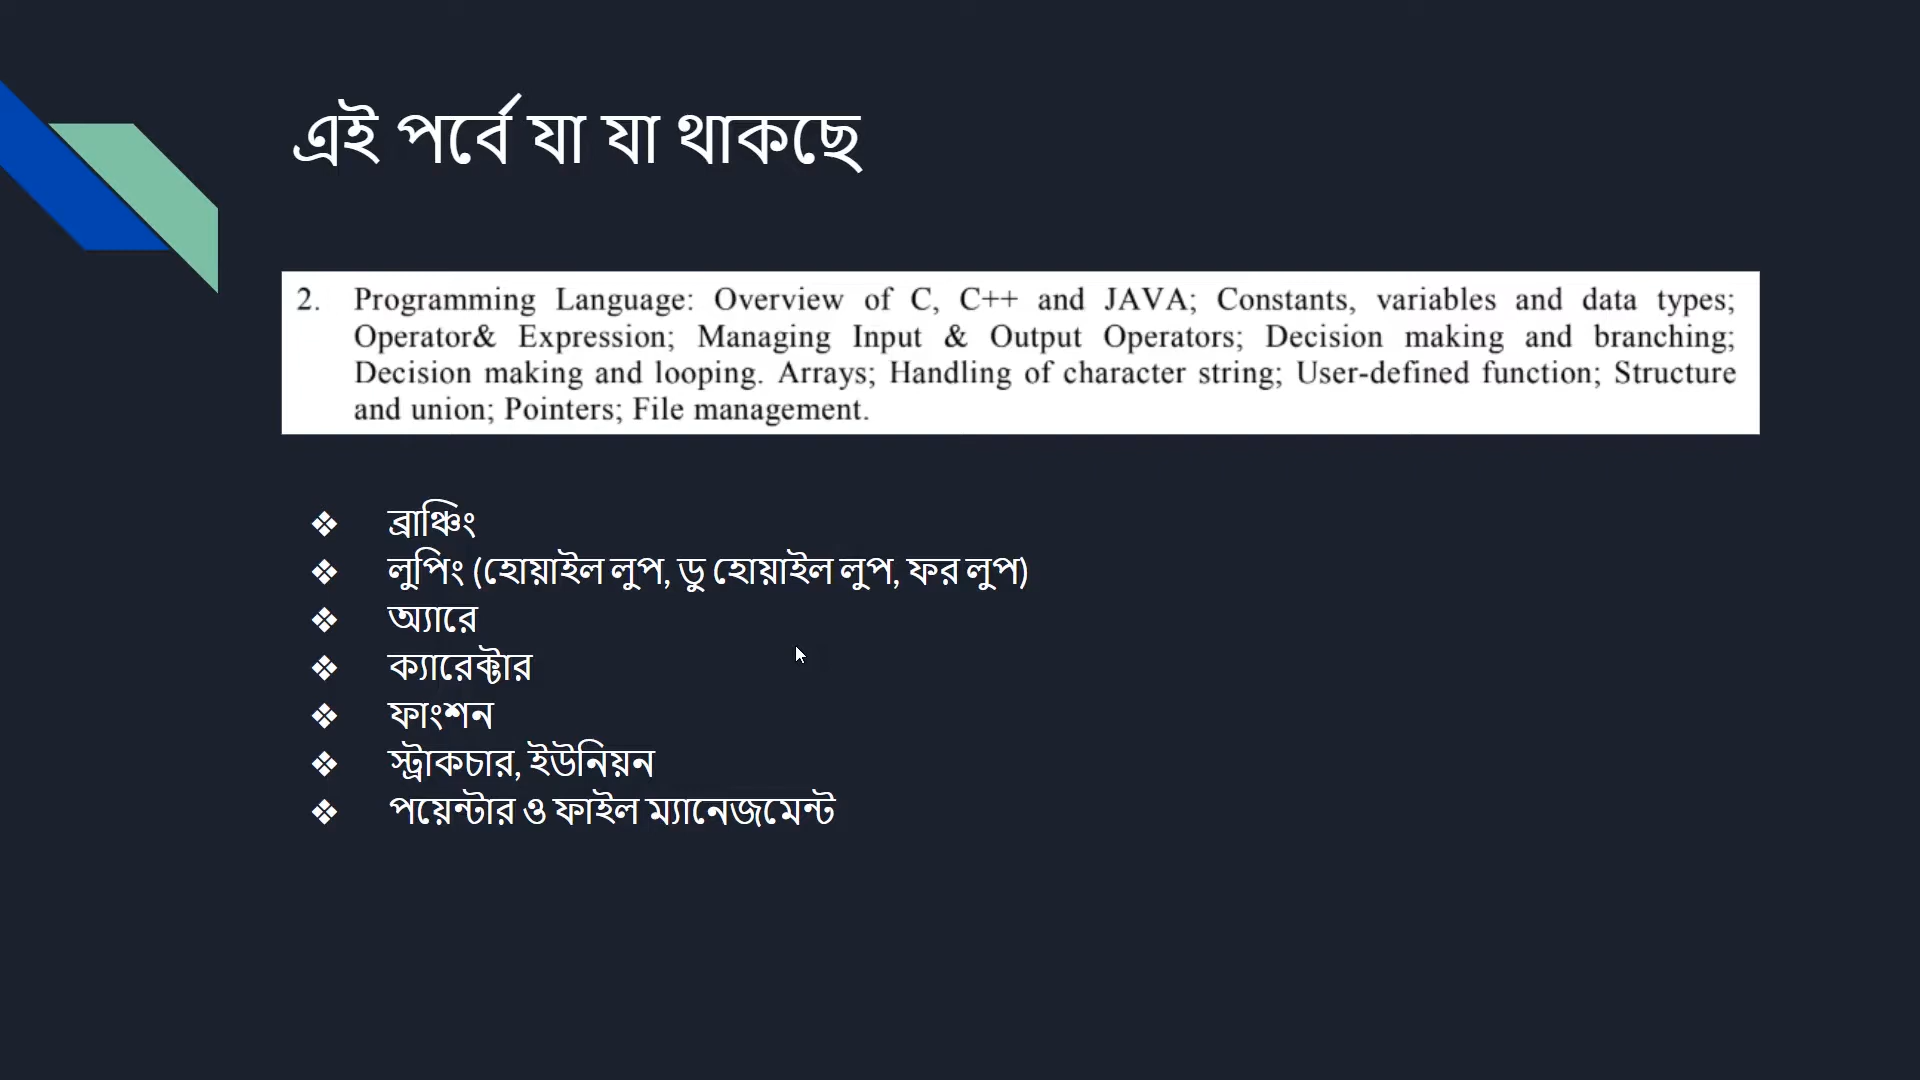 এই পর্বে যা যা থাকছে
2. Programming Language: Overview of C, C++ and JAVA; Constants, variables and data types;
Operator& Expression; Managing Input & Output Operators; Decision making and branching;
Decision making and looping. Arrays; Handling of character string; User-defined function; Structure
and union; Pointers; File management.
❖ ব্রাঞ্চিং
❖ লুপিং (হোয়াইল লুপ, ডু হোয়াইল লুপ, ফর লুপ)
❖ অ্যারে
❖ ক্যারেক্টার
❖ ফাংশন
❖ স্ট্রাকচার, ইউনিয়ন
❖ পয়েন্টার ও ফাইল ম্যানেজমেন্ট